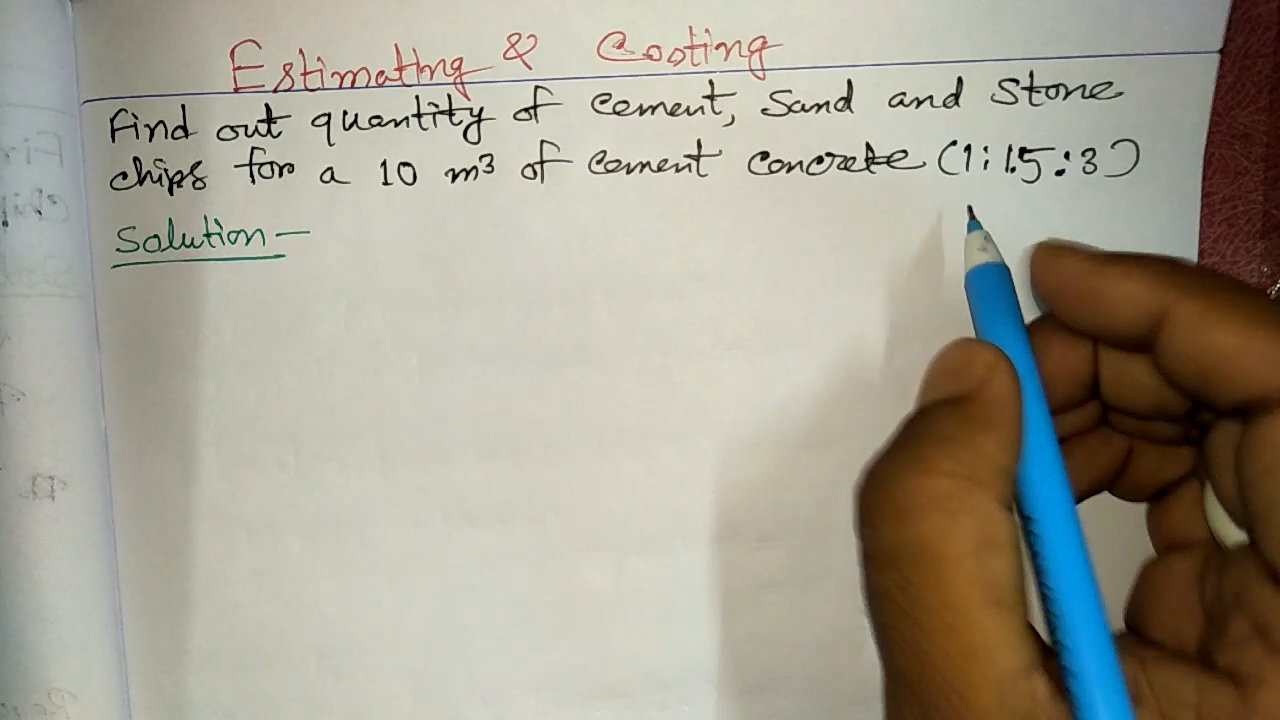 Estimating & Costing
Find out quantity of cement, Sand and Stone
chips for a 10 m³ of cement concrete (1:1.5:3)
Solution-